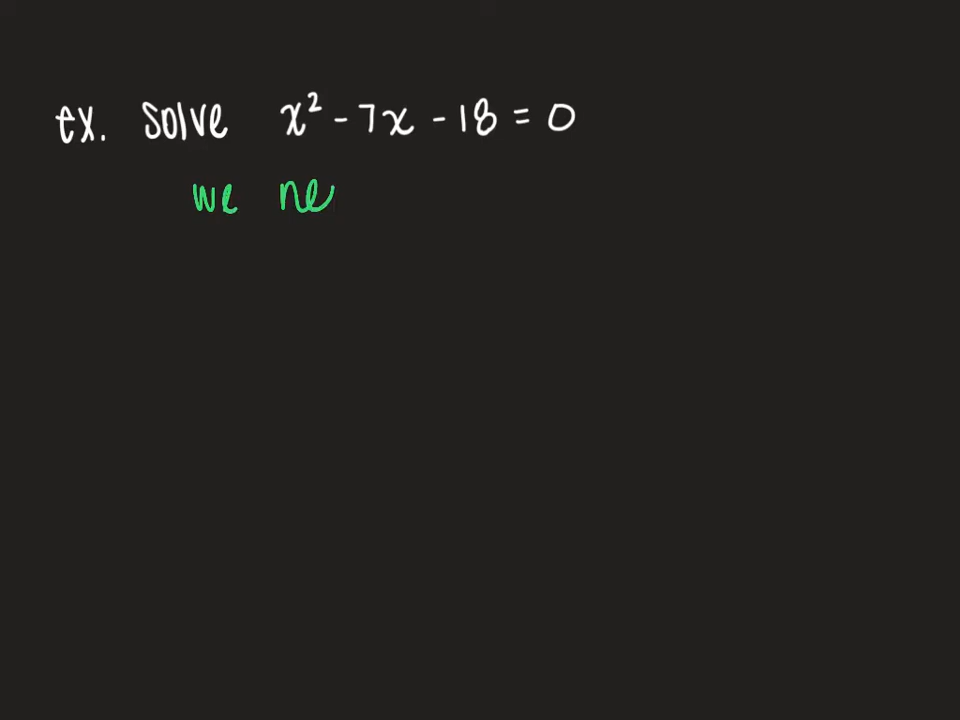 ex. Solve x² - 7x - 18 = 0
we ne